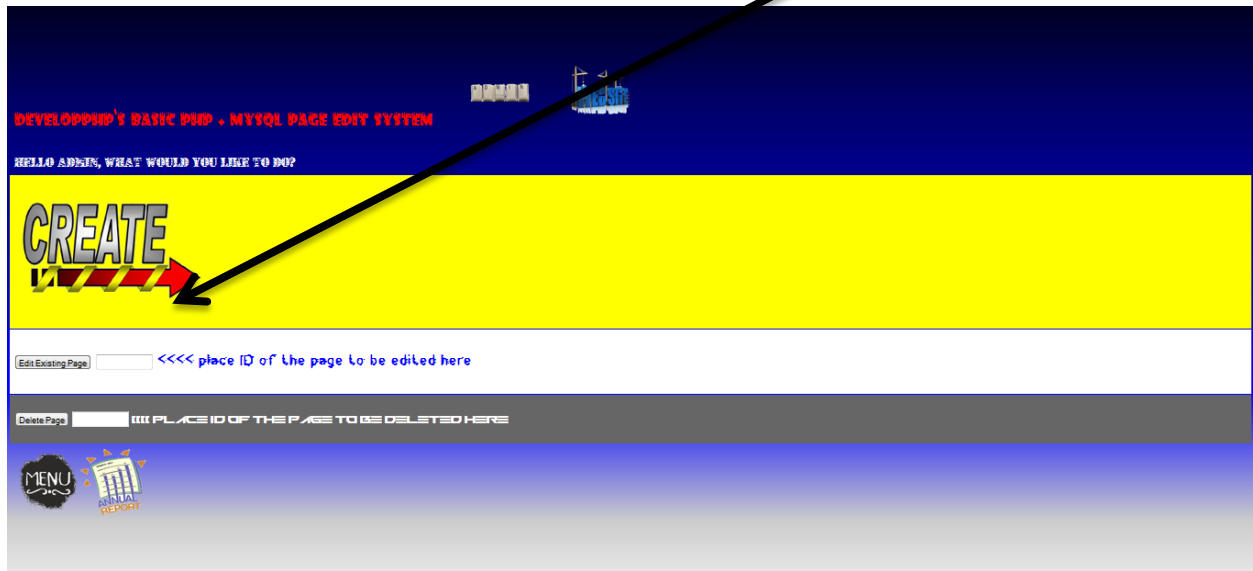 DEVELOPPHP'S BASIC PHP + MYSQL PAGE EDIT SYSTEM
HELLO ADMIN, WHAT WOULD YOU LIKE TO DO?
CREATE
Edit Existing Page <<<< place ID of the page to be edited here
Delete Page <<<< PLACE ID OF THE PAGE TO BE DELETED HERE
MENU
ANNUAL
REPORT